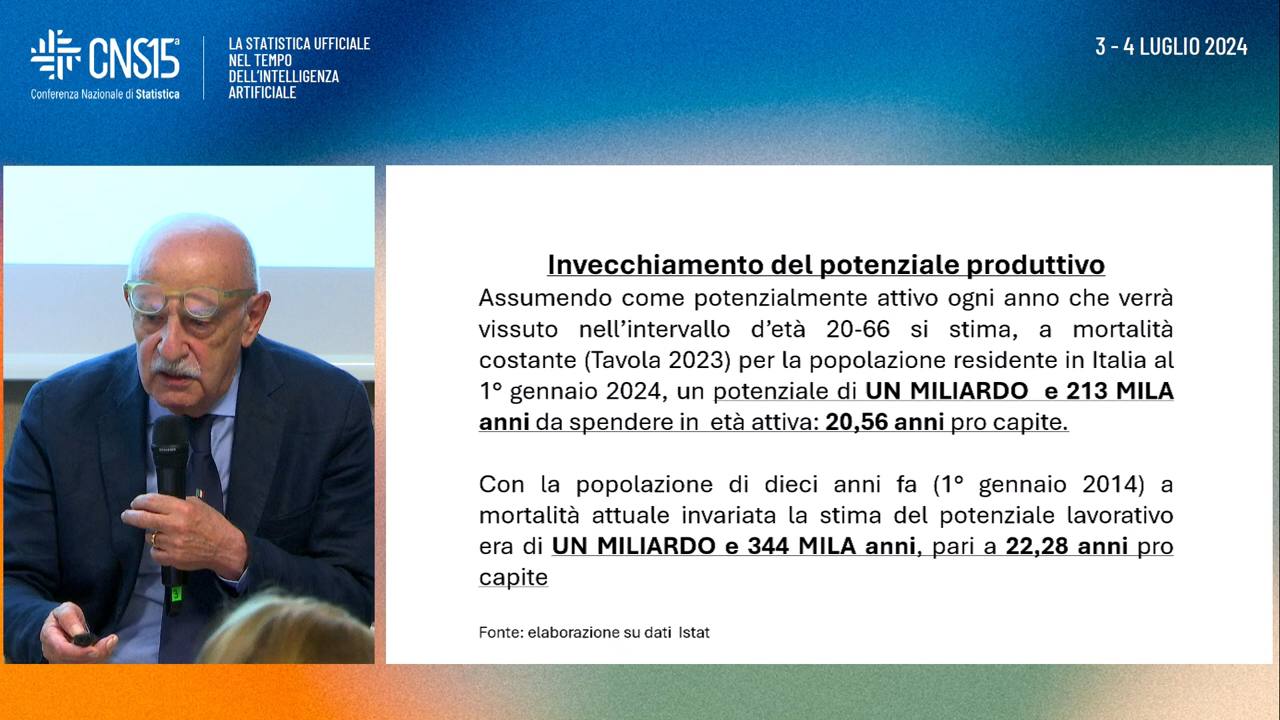 CNS15ª
Conferenza Nazionale di Statistica
LA STATISTICA UFFICIALE
NEL TEMPO
DELL'INTELLIGENZA
ARTIFICIALE
3 - 4 LUGLIO 2024
Invecchiamento del potenziale produttivo
Assumendo come potenzialmente attivo ogni anno che verrà
vissuto nell’intervallo d’età 20-66 si stima, a mortalità
costante (Tavola 2023) per la popolazione residente in Italia al
1° gennaio 2024, un potenziale di UN MILIARDO e 213 MILA
anni da spendere in età attiva: 20,56 anni pro capite.
Con la popolazione di dieci anni fa (1° gennaio 2014) a
mortalità attuale invariata la stima del potenziale lavorativo
era di UN MILIARDO e 344 MILA anni, pari a 22,28 anni pro
capite
Fonte: elaborazione su dati Istat